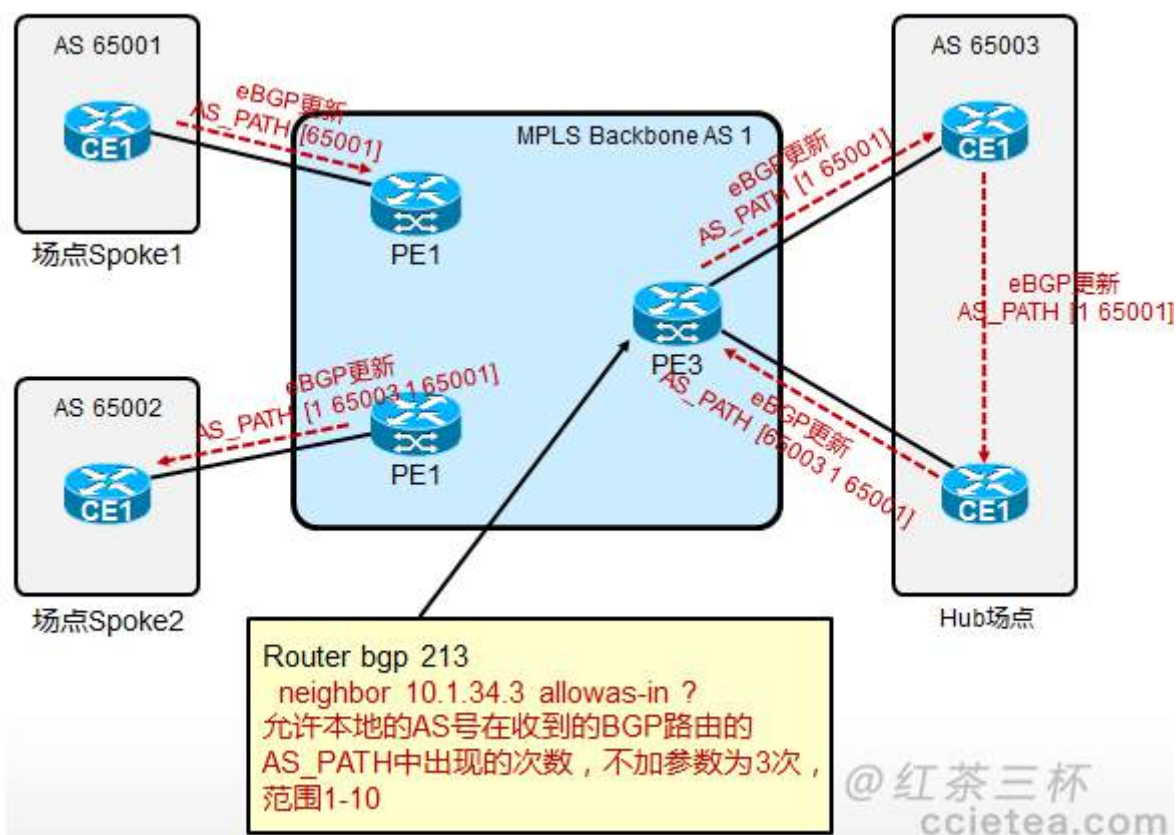 AS 65001
CE1
场点Spoke1
eBGP更新
AS_PATH [65001]
MPLS Backbone AS 1
PE1
eBGP更新
AS_PATH [1 65001]
AS 65003
CE1
eBGP更新
AS_PATH [1 65001]
PE3
eBGP更新
AS_PATH [65003 1 65001]
CE1
Hub场点
eBGP更新
AS_PATH [1 65003 1 65001]
PE1
AS 65002
CE1
场点Spoke2
Router bgp 213
neighbor 10.1.34.3 allowas-in ?
允许本地的AS号在收到的BGP路由的
AS_PATH中出现的次数，不加参数为3次，
范围1-10
@红茶三杯
ccietea.com